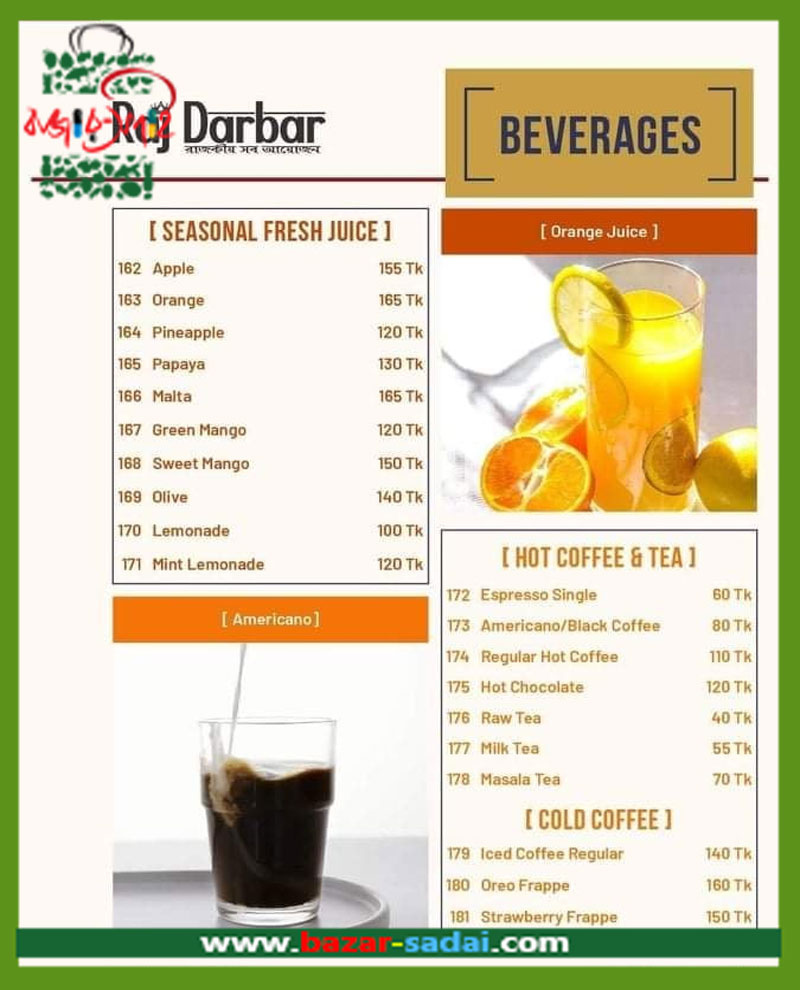 Raj Darbar
রাজকীয় সব আয়োজন
BEVERAGES
[ SEASONAL FRESH JUICE ]
162 Apple 155 Tk
163 Orange 165 Tk
164 Pineapple 120 Tk
165 Papaya 130 Tk
166 Malta 165 Tk
167 Green Mango 120 Tk
168 Sweet Mango 150 Tk
169 Olive 140 Tk
170 Lemonade 100 Tk
171 Mint Lemonade 120 Tk
[ Americano]
[ Orange Juice ]
[ HOT COFFEE & TEA ]
172 Espresso Single 60 Tk
173 Americano/Black Coffee 80 Tk
174 Regular Hot Coffee 110 Tk
175 Hot Chocolate 120 Tk
176 Raw Tea 40 Tk
177 Milk Tea 55 Tk
178 Masala Tea 70 Tk
[ COLD COFFEE ]
179 Iced Coffee Regular 140 Tk
180 Oreo Frappe 160 Tk
181 Strawberry Frappe 150 Tk
www.bazar-sadai.com